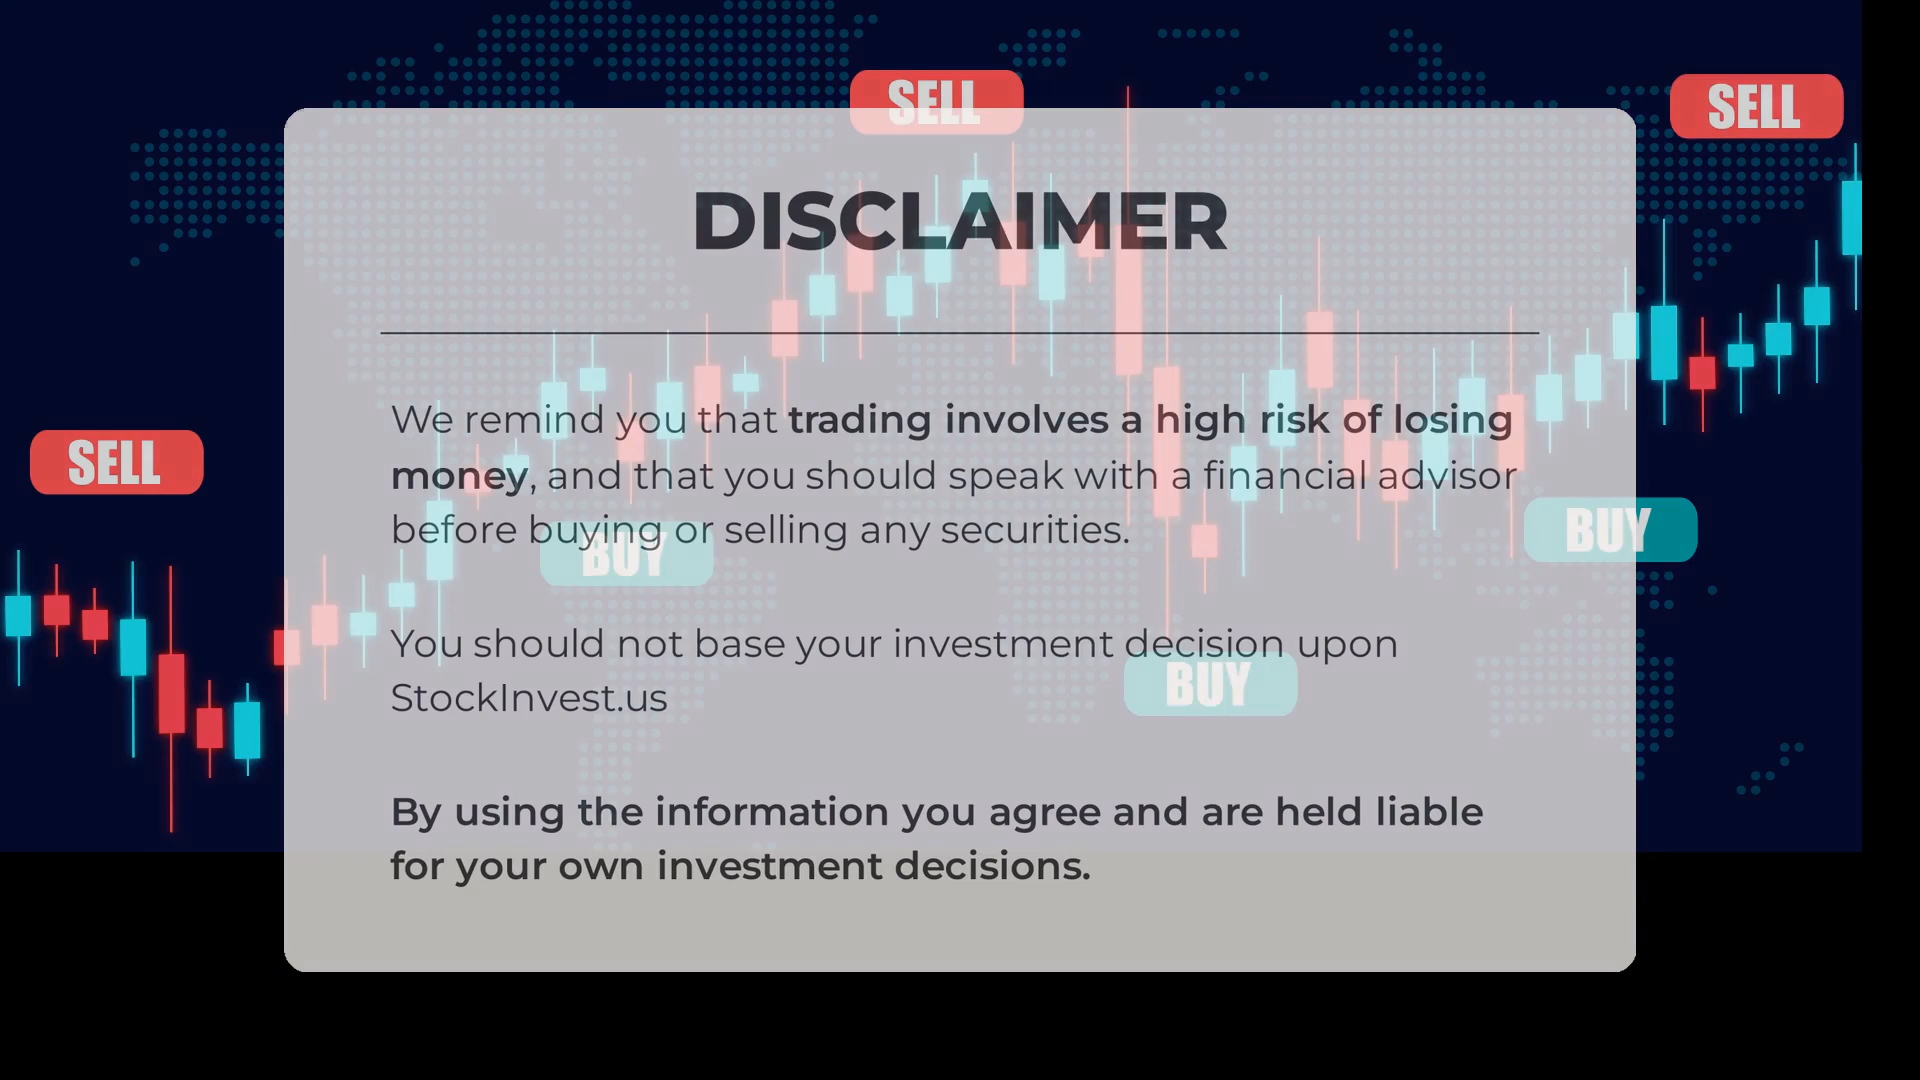 SELL
SELL
DISCLAIMER
We remind you that trading involves a high risk of losing
money, and that you should speak with a financial advisor
before buying or selling any securities.
SELL
BUY
BUY
You should not base your investment decision upon
StockInvest.us
BUY
By using the information you agree and are held liable
for your own investment decisions.